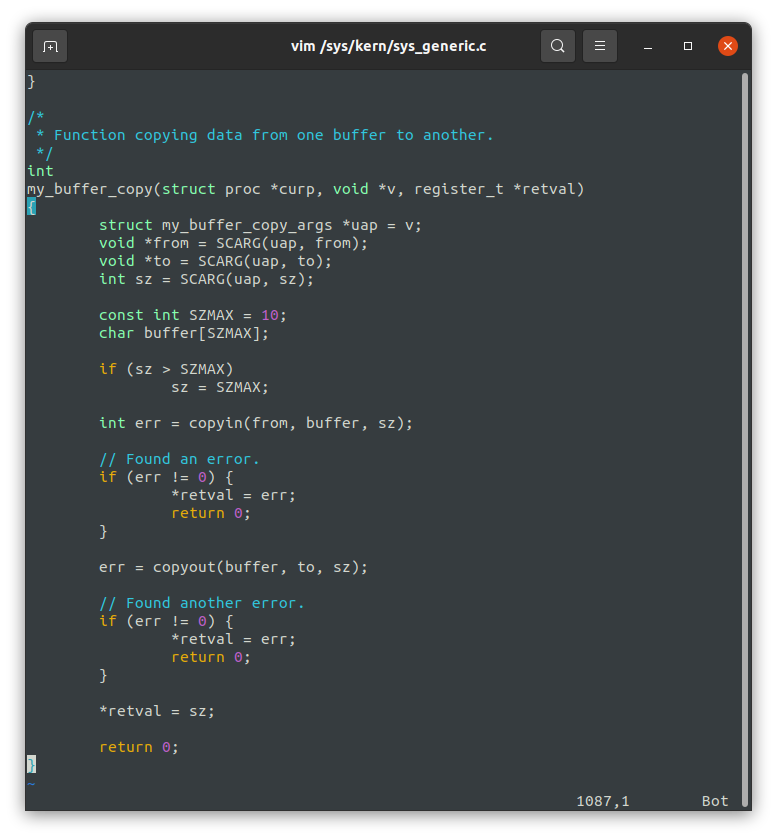 vim /sys/kern/sys_generic.c
}
/*
 * Function copying data from one buffer to another.
 */
int
my_buffer_copy(struct proc *curp, void *v, register_t *retval)
{
        struct my_buffer_copy_args *uap = v;
        void *from = SCARG(uap, from);
        void *to = SCARG(uap, to);
        int sz = SCARG(uap, sz);
        const int SZMAX = 10;
        char buffer[SZMAX];
        if (sz > SZMAX)
                sz = SZMAX;
        int err = copyin(from, buffer, sz);
        // Found an error.
        if (err != 0) {
                *retval = err;
                return 0;
        }
        err = copyout(buffer, to, sz);
        // Found another error.
        if (err != 0) {
                *retval = err;
                return 0;
        }
        *retval = sz;
        return 0;
}
~
1087,1 Bot